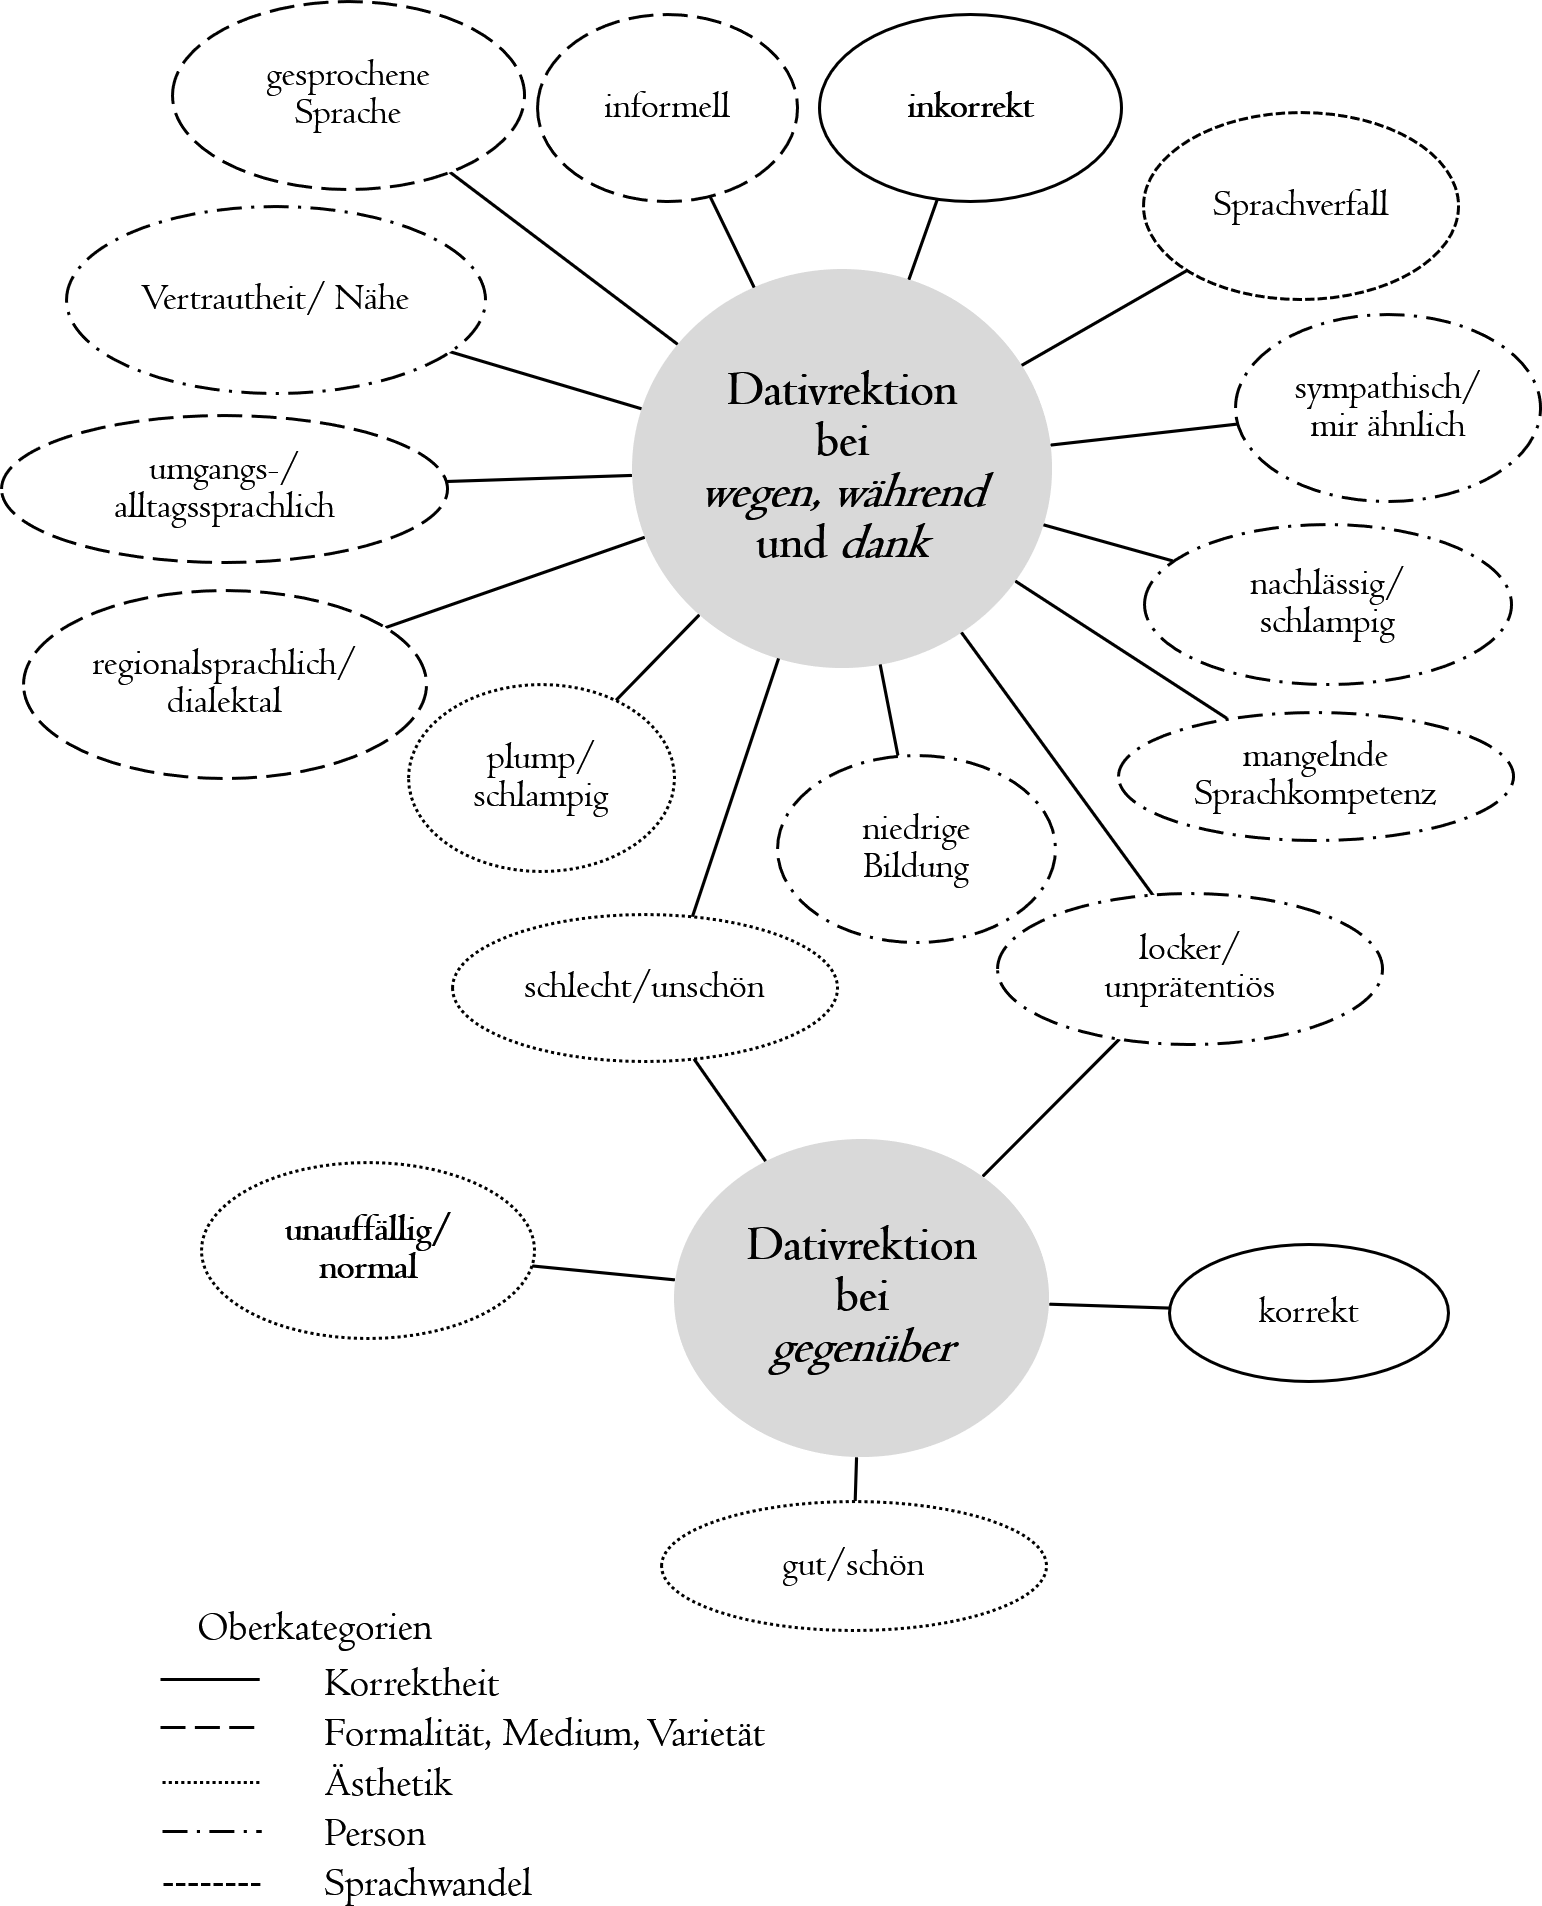 gesprochene
Sprache
informell
inkorrekt
Sprachverfall
Vertrautheit/ Nähe
sympathisch/
mir ähnlich
Dativrektion
bei
wegen, während
und dank
umgangs-/
alltagssprachlich
nachlässig/
schlampig
regionalsprachlich/
dialektal
plump/
schlampig
mangelnde
Sprachkompetenz
niedrige
Bildung
locker/
unprätentiös
schlecht/unschön
unauffällig/
normal
Dativrektion
bei
gegenüber
korrekt
gut/schön
Oberkategorien
Korrektheit
Formalität, Medium, Varietät
Ästhetik
Person
Sprachwandel